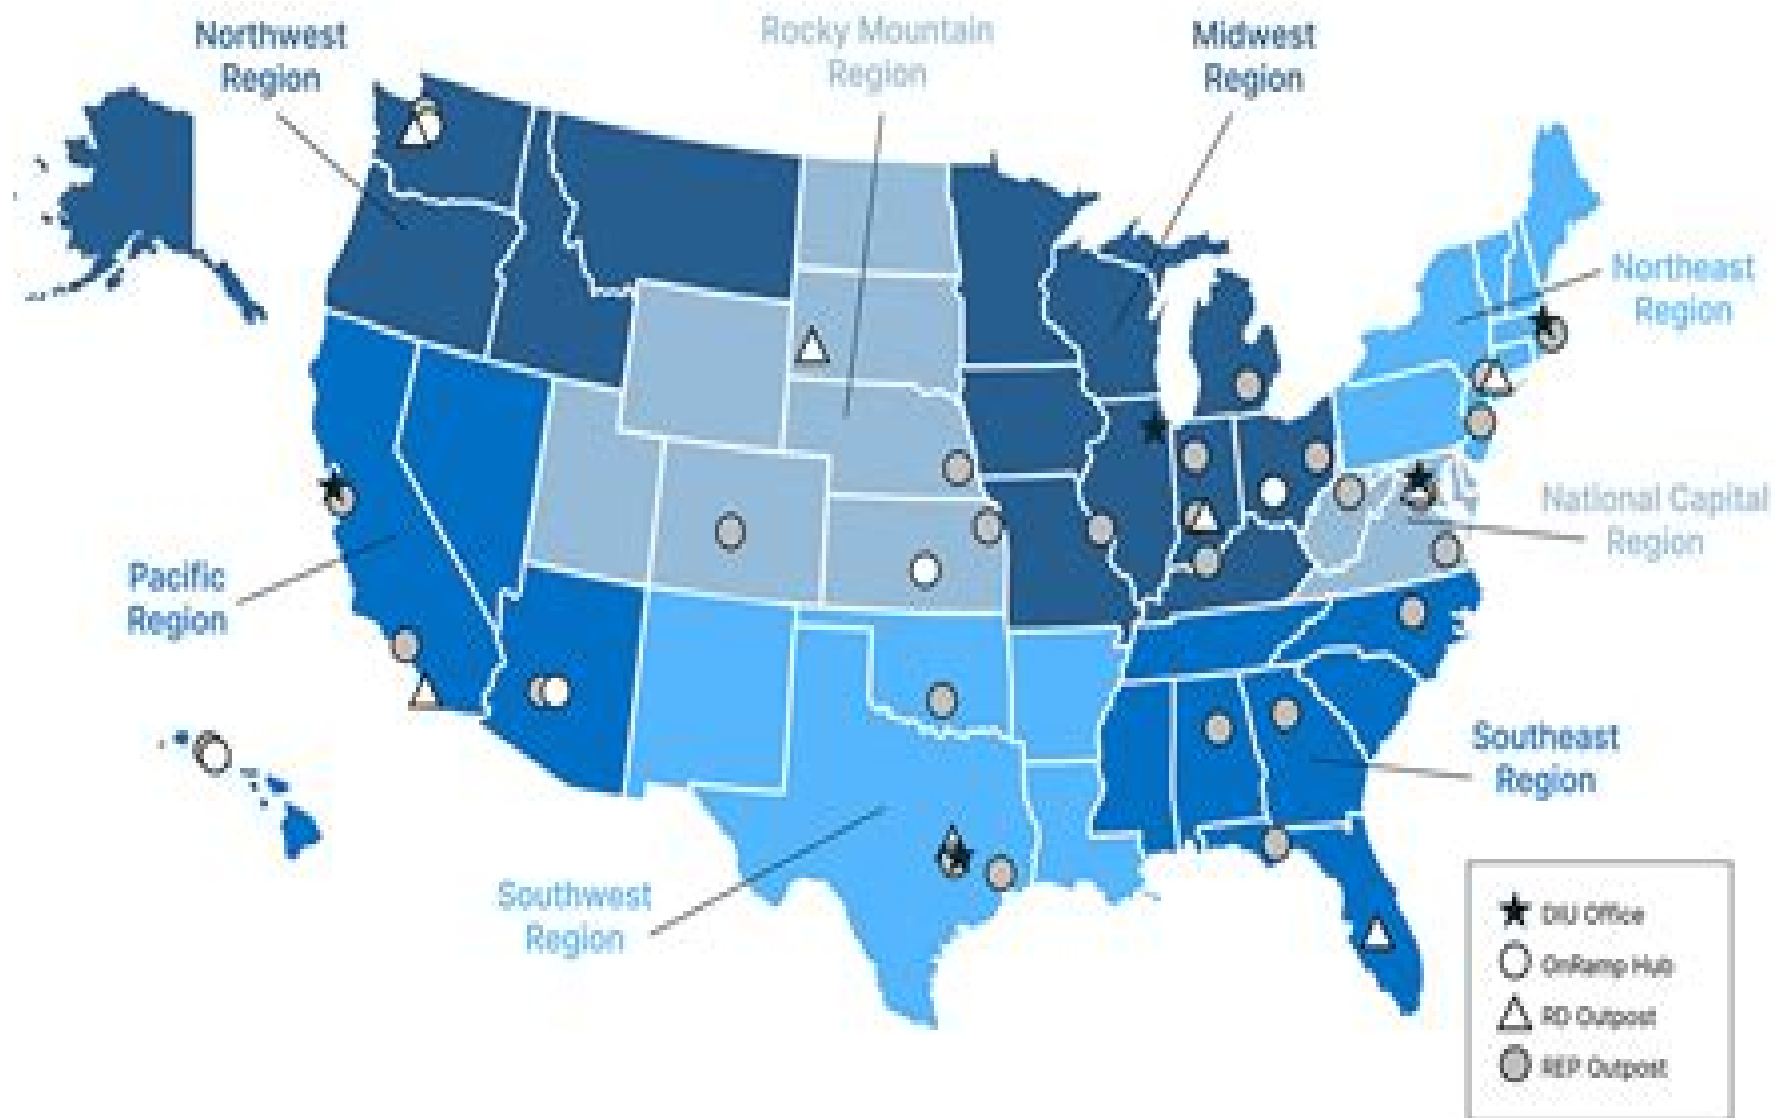 Northwest
Region
Rocky Mountain
Region
Midwest
Region
Northeast
Region
National Capital
Region
Pacific
Region
Southeast
Region
Southwest
Region
DIU Office
OnRamp Hub
RD Outpost
REP Outpost